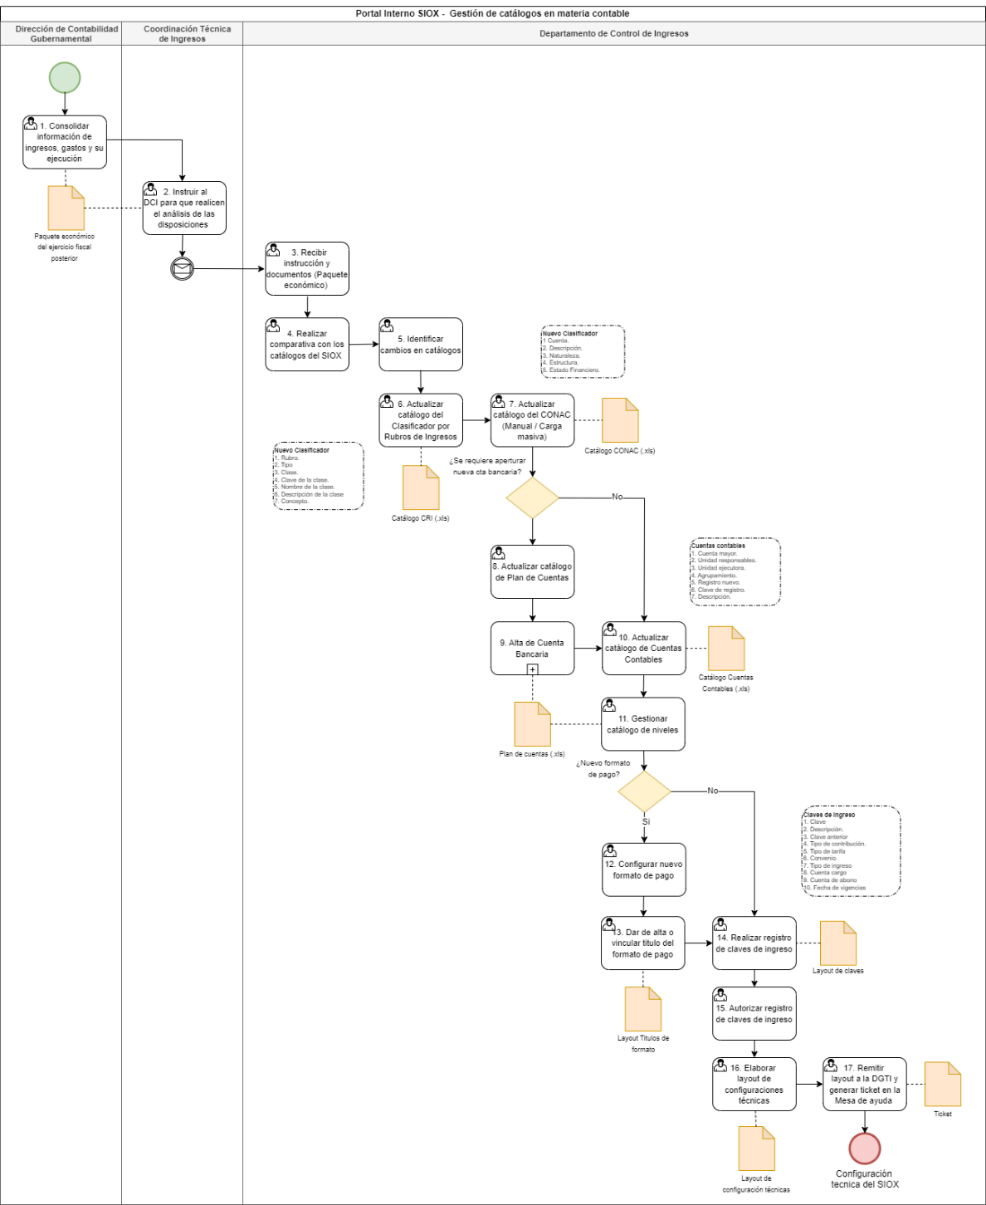 Portal Interno SIOX - Gestión de catálogos en materia contable
Dirección de Contabilidad
Gubernamental
Coordinación Técnica
de Ingresos
Departamento de Control de Ingresos
1. Consolidar
información de
ingresos, gastos y su
ejecución
Paquete económico
del ejercicio fiscal
posterior
2. Instruir al
DCI para que realicen
el análisis de las
disposiciones
3. Recibir
instrucción y
documentos (Paquete
económico)
4. Realizar
comparativa con los
catálogos del SIOX
5. Identificar
cambios en catálogos
Nuevo Clasificador
1 Cuenta.
2. Descripción.
3. Naturaleza.
4. Estructura.
5. Estado Financiero.
6. Actualizar
catálogo del
Clasificador por
Rubros de Ingresos
7. Actualizar
catálogo del CONAC
(Manual / Carga
masiva)
Catálogo CONAC (.xls)
Nuevo Clasificador
1. Rubro.
2. Tipo
3. Clase.
4. Clave de la clase.
5. Nombre de la clase.
6. Descripción de la clase
7. Concepto.
Catálogo CRI (.xls)
¿Se requiere aperturar
nueva cta bancaria?
No
8. Actualizar catálogo
de Plan de Cuentas
Cuentas contables
1. Cuenta mayor.
2. Unidad responsables.
3. Unidad ejecutora.
4. Agrupamiento.
5. Registro nuevo.
6. Clave de registro.
7. Descripción.
9. Alta de Cuenta
Bancaria
10. Actualizar
catálogo de Cuentas
Contables
Catálogo Cuentas
Contables (.xls)
11. Gestionar
catálogo de niveles
Plan de cuentas (.xls)
¿Nuevo formato
de pago?
No
Si
Claves de Ingreso
1. Clave
2. Descripción.
3. Clave anterior
4. Tipo de contribución.
5. Tipo de tarifa
6. Convenio.
7. Tipo de ingreso
8. Cuenta cargo
9. Cuenta de abono
10. Fecha de vigencias
12. Configurar nuevo
formato de pago
13. Dar de alta o
vincular titulo del
formato de pago
14. Realizar registro
de claves de ingreso
Layout de claves
Layout Titulos de
formato
15. Autorizar registro
de claves de ingreso
16. Elaborar
layout de
configuraciones
técnicas
17. Remitir
layout a la DGTI y
generar ticket en la
Mesa de ayuda
Ticket
Layout de
configuración técnicas
Configuración
tecnica del SIOX